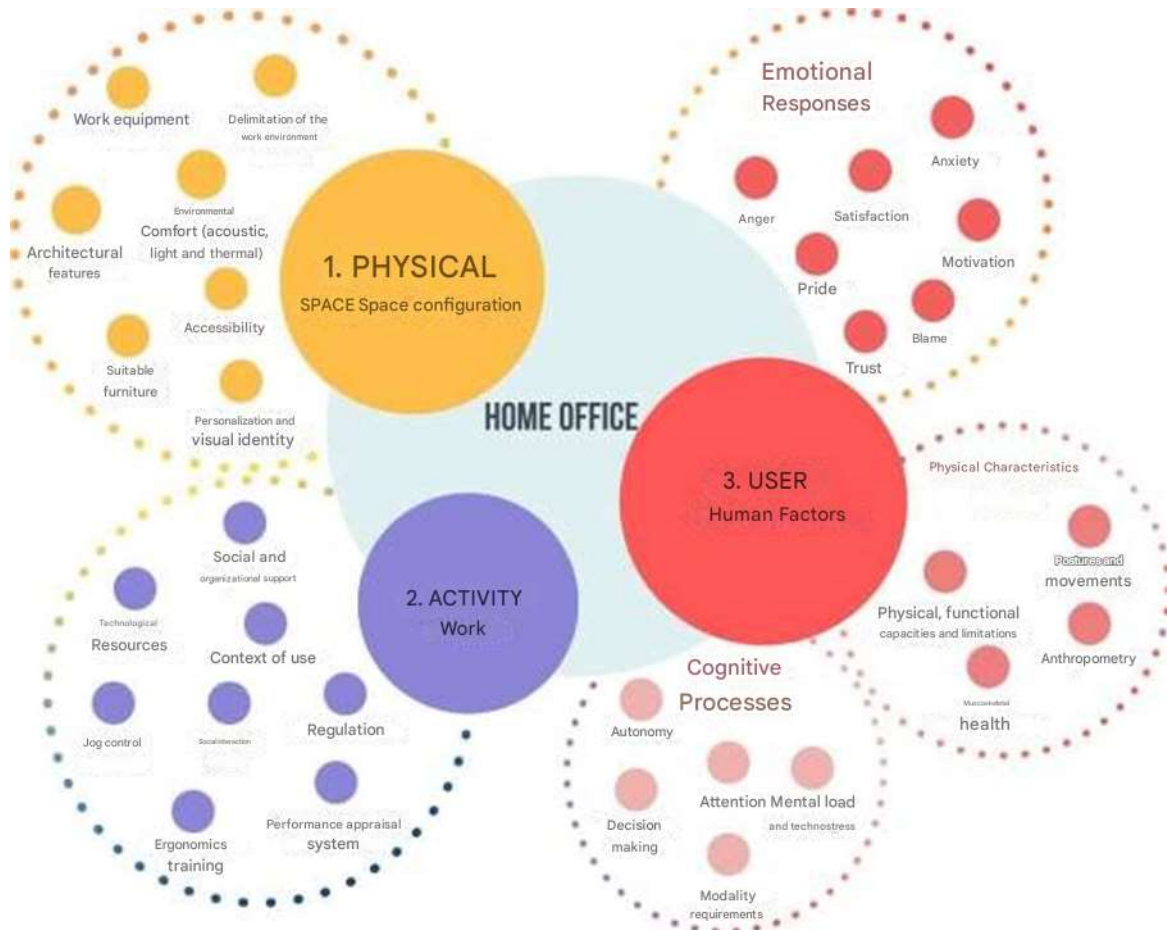 Work equipment
Delimitation of the
work environment
Environmental
Comfort (acoustic,
light and thermal)
Architectural
features
Accessibility
Suitable
furniture
Personalization and
visual identity
1. PHYSICAL
SPACE Space configuration
HOME OFFICE
Emotional
Responses
Anxiety
Anger
Satisfaction
Motivation
Pride
Blame
Trust
3. USER
Human Factors
Physical Characteristics
Postures and
movements
Physical, functional
capacities and limitations
Anthropometry
Musculoskeletal
health
2. ACTIVITY
Work
Social and
organizational support
Technological
Resources
Context of use
Jog control
Social interaction
Regulation
Performance appraisal
system
Ergonomics
training
Cognitive
Processes
Autonomy
Attention Mental load
and technostress
Decision
making
Modality
requirements